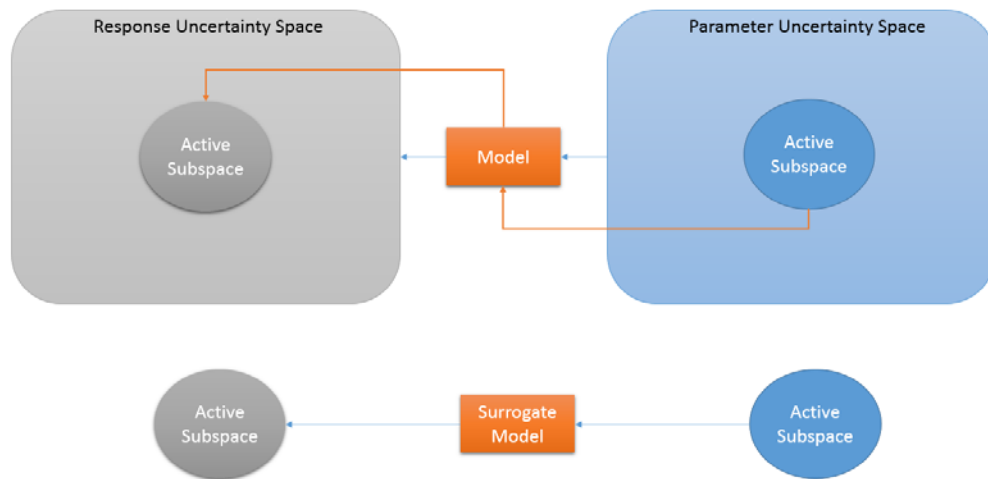 Response Uncertainty Space
Parameter Uncertainty Space
Active
Subspace
Model
Active
Subspace
Active
Subspace
Surrogate
Model
Active
Subspace